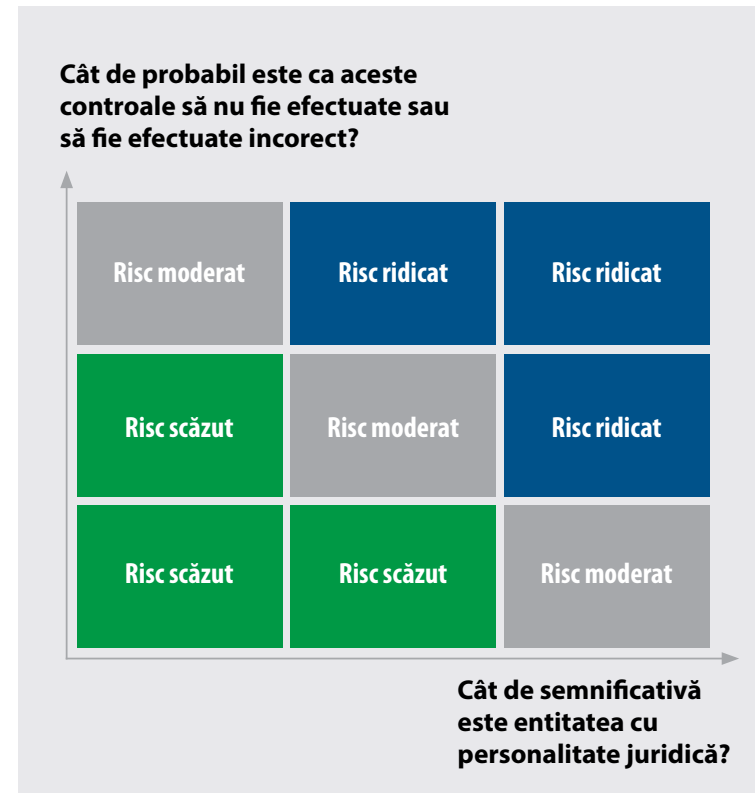 Cât de probabil este ca aceste
controale să nu fie efectuate sau
să fie efectuate incorect?
Risc moderat
Risc ridicat
Risc ridicat
Risc scăzut
Risc moderat
Risc ridicat
Risc scăzut
Risc scăzut
Risc moderat
Cât de semnificativă
este entitatea cu
personalitate juridică?